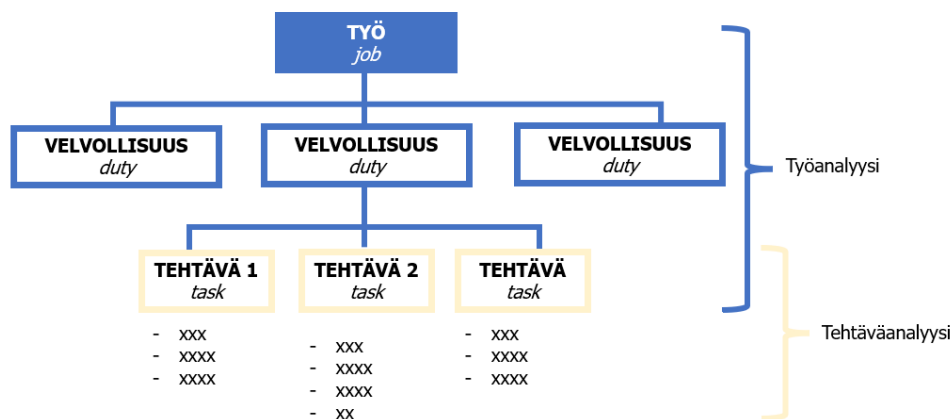 TYÖ
job
VELVOLLISUUS
duty
VELVOLLISUUS
duty
VELVOLLISUUS
duty
Työanalyysi
TEHTÄVÄ 1
task
TEHTÄVÄ 2
task
TEHTÄVÄ
task
- xxx
- xxxx
- xxxx
- xxx
- xxxx
- xxxx
- xx
- xxx
- xxxx
- xxxx
Tehtäväanalyysi